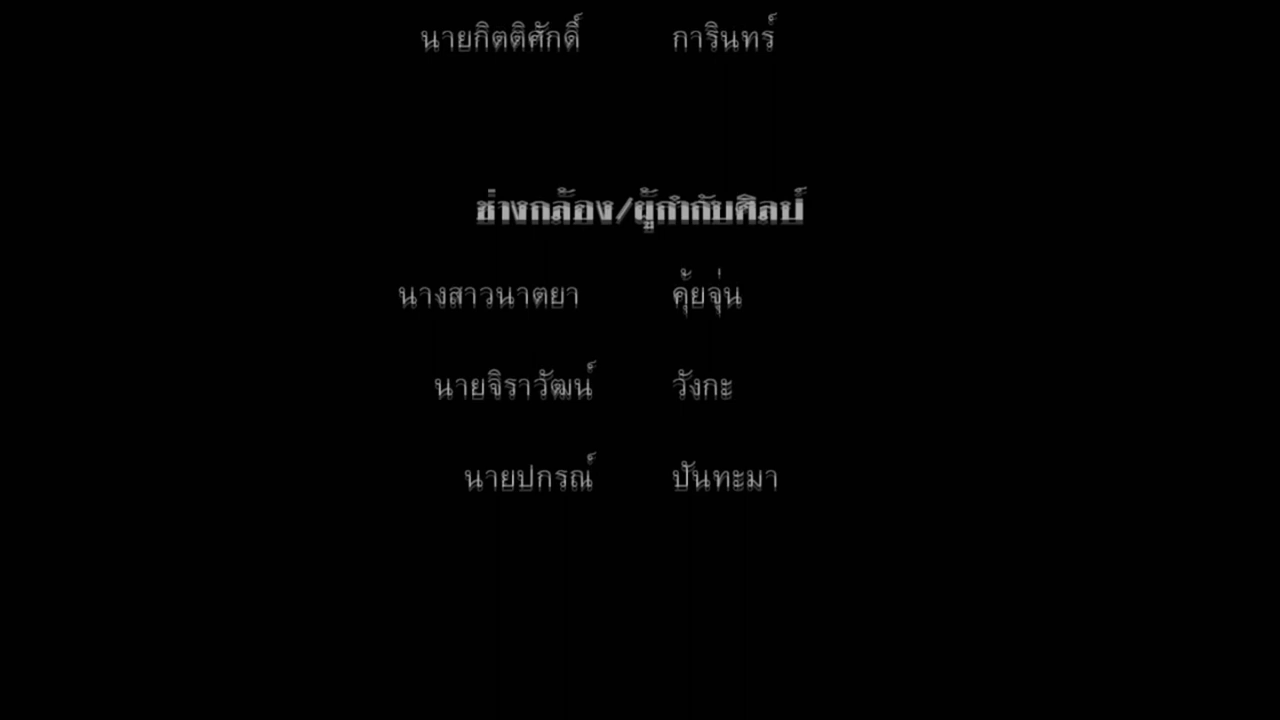 นายกิตติศักดิ์ การินทร์
ช่างกล้อง/ผู้กำกับศิลป์
นางสาวนาตยา คุ้ยจุ่น
นายจิราวัฒน์ วังกะ
นายปกรณ์ ปันทะมา